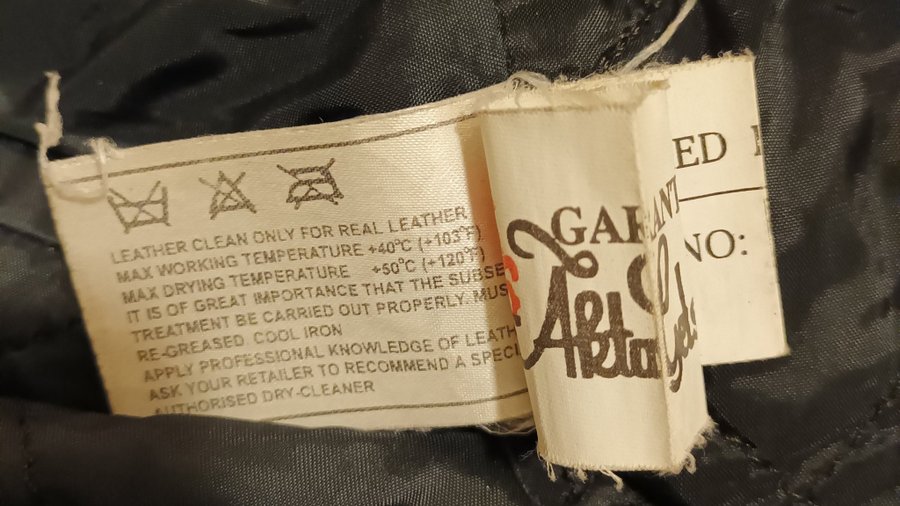 LEATHER CLEAN ONLY FOR REAL LEATHER
MAX WORKING TEMPERATURE +40°C (+103°F)
MAX DRYING TEMPERATURE +50°C (+120°F)
IT IS OF GREAT IMPORTANCE THAT THE SUBSE
TREATMENT BE CARRIED OUT PROPERLY. MUS
RE-GREASED. COOL IRON
APPLY PROFESSIONAL KNOWLEDGE OF LEATH
ASK YOUR RETAILER TO RECOMMEND A SPECI
AUTHORISED DRY-CLEANER
GAR
ANT
ED
NO: